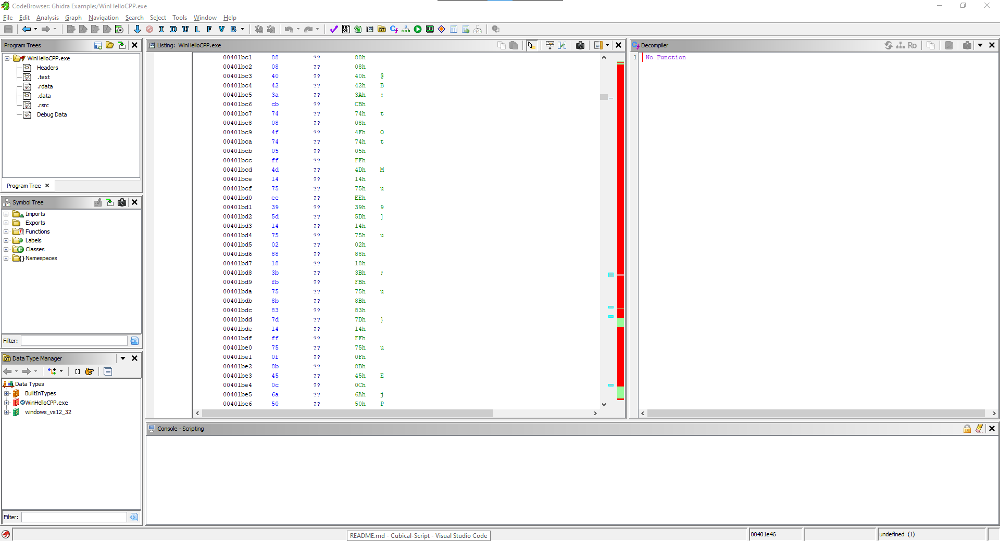 CodeBrowser: Ghidra Example:/WinHelloCPP.exe
File Edit Analysis Graph Navigation Search Select Tools Window Help
I D U L F V B
Program Trees
WinHelloCPP.exe
Headers
.text
.rdata
.data
.rsrc
Debug Data
Program Tree
Symbol Tree
Imports
Exports
Functions
Labels
Classes
Namespaces
Filter:
Data Type Manager
Data Types
BuiltInTypes
WinHelloCPP.exe
windows_vs12_32
Filter:
Listing: WinHelloCPP.exe
00401bc1 88 ?? 88h
00401bc2 08 ?? 08h
00401bc3 40 ?? 40h @
00401bc4 42 ?? 42h B
00401bc5 3a ?? 3Ah :
00401bc6 cb ?? CBh
00401bc7 74 ?? 74h t
00401bc8 08 ?? 08h
00401bc9 4f ?? 4Fh O
00401bca 74 ?? 74h t
00401bcb 05 ?? 05h
00401bcc ff ?? FFh
00401bcd 4d ?? 4Dh M
00401bce 14 ?? 14h
00401bcf 75 ?? 75h u
00401bd0 ee ?? EEh
00401bd1 39 ?? 39h 9
00401bd2 5d ?? 5Dh ]
00401bd3 14 ?? 14h
00401bd4 75 ?? 75h u
00401bd5 02 ?? 02h
00401bd6 88 ?? 88h
00401bd7 18 ?? 18h
00401bd8 3b ?? 3Bh ;
00401bd9 fb ?? FBh
00401bda 75 ?? 75h u
00401bdb 8b ?? 8Bh
00401bdc 83 ?? 83h
00401bdd 7d ?? 7Dh }
00401bde 14 ?? 14h
00401bdf ff ?? FFh
00401be0 75 ?? 75h u
00401be1 0f ?? 0Fh
00401be2 8b ?? 8Bh
00401be3 45 ?? 45h E
00401be4 0c ?? 0Ch
00401be5 6a ?? 6Ah j
00401be6 50 ?? 50h P
Decompiler
Ro
1 No Function
Console - Scripting
README.md - Cubical-Script - Visual Studio Code
00401e46
undefined (1)